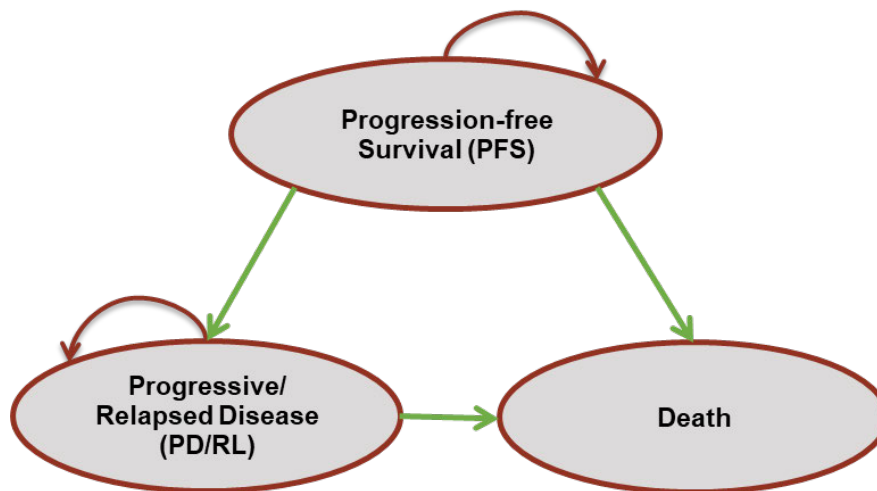 Progression-free
Survival (PFS)
Progressive/
Relapsed Disease
(PD/RL)
Death